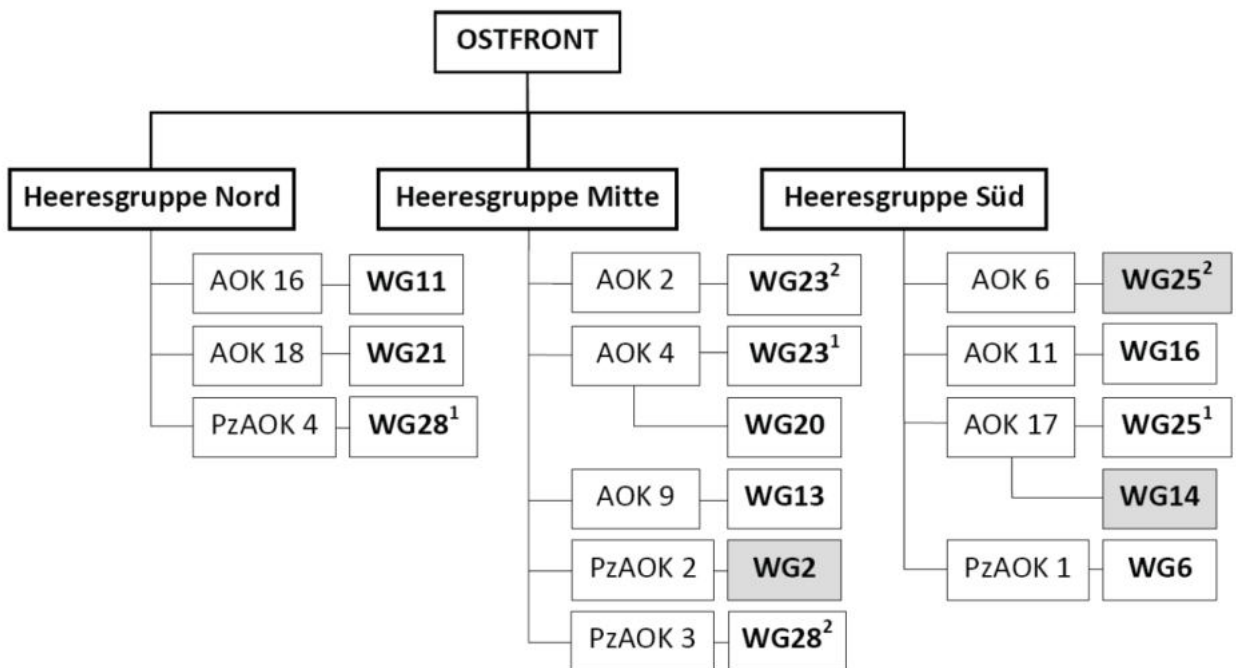 OSTFRONT
Heeresgruppe Nord
AOK 16 WG11
AOK 18 WG21
PzAOK 4 WG28¹
Heeresgruppe Mitte
AOK 2 WG23²
AOK 4 WG23¹
WG20
AOK 9 WG13
PzAOK 2 WG2
PzAOK 3 WG28²
Heeresgruppe Süd
AOK 6 WG25²
AOK 11 WG16
AOK 17 WG25¹
WG14
PzAOK 1 WG6